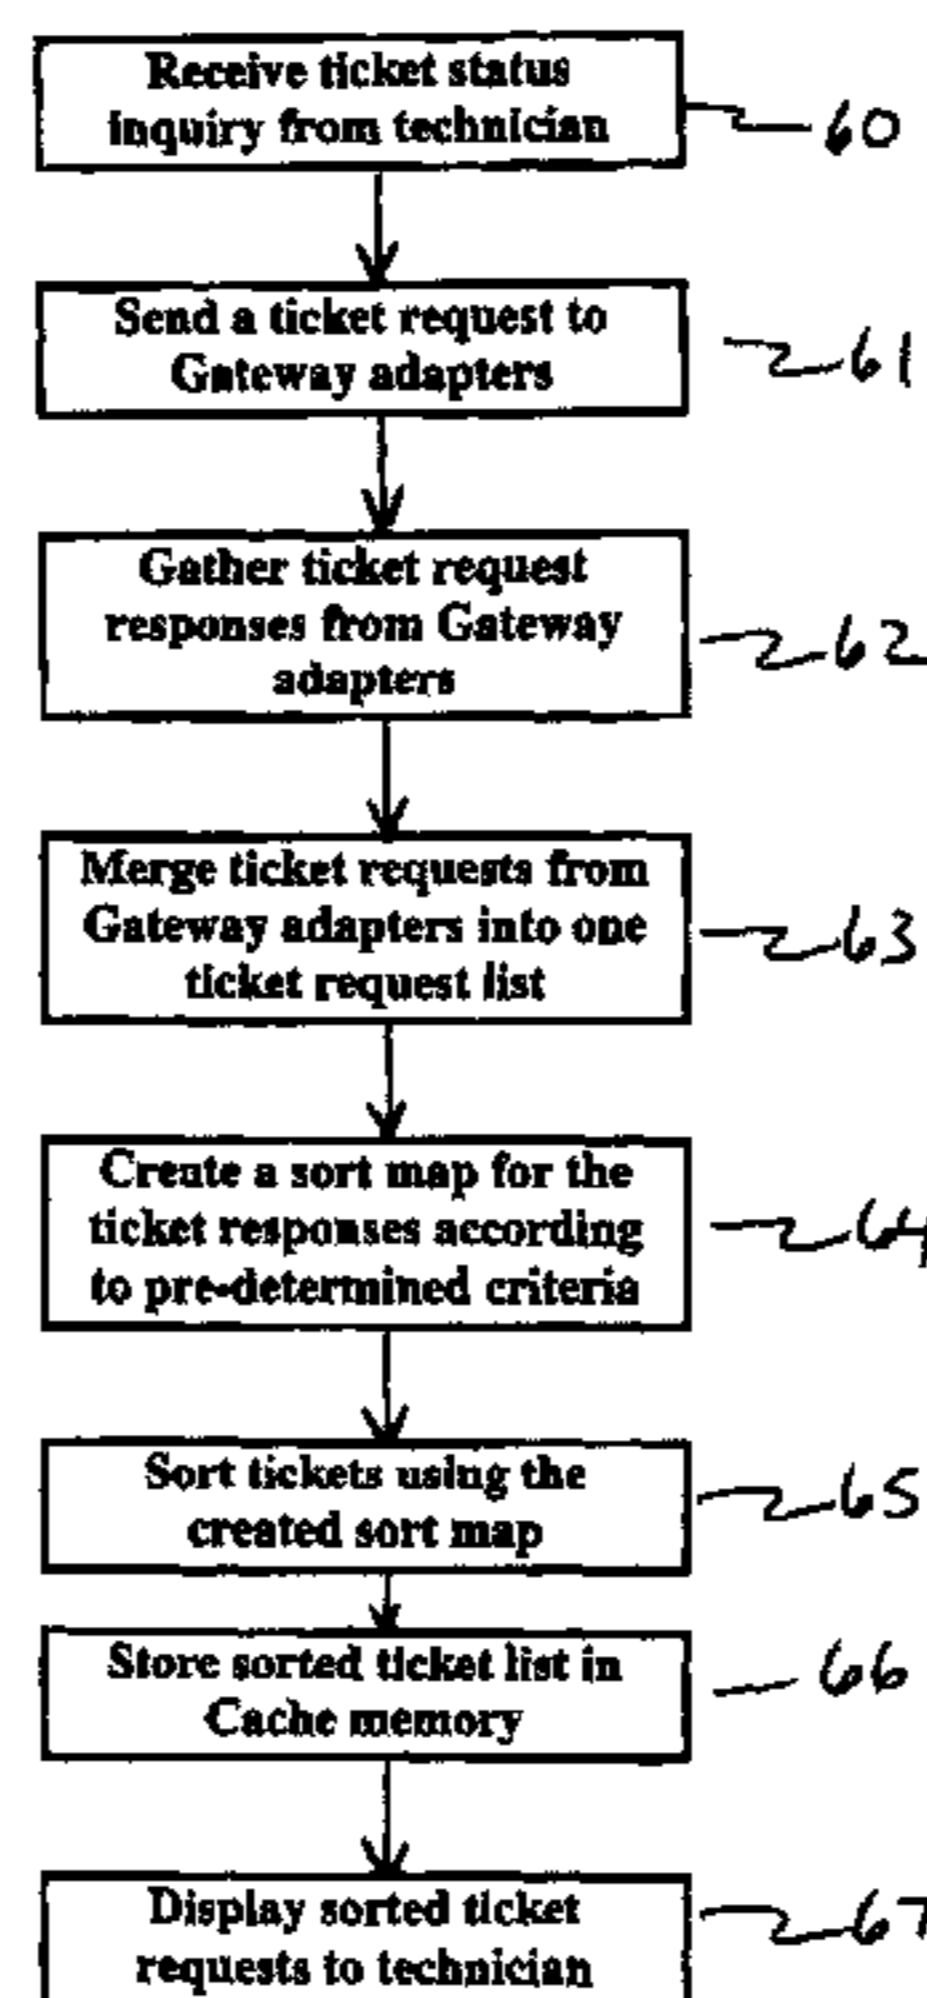 Receive ticket status
inquiry from technician
60
Send a ticket request to
Gateway adapters
61
Gather ticket request
responses from Gateway
adapters
62
Merge ticket requests from
Gateway adapters into one
ticket request list
63
Create a sort map for the
ticket responses according
to pre-determined criteria
64
Sort tickets using the
created sort map
65
Store sorted ticket list in
Cache memory
66
Display sorted ticket
requests to technician
67